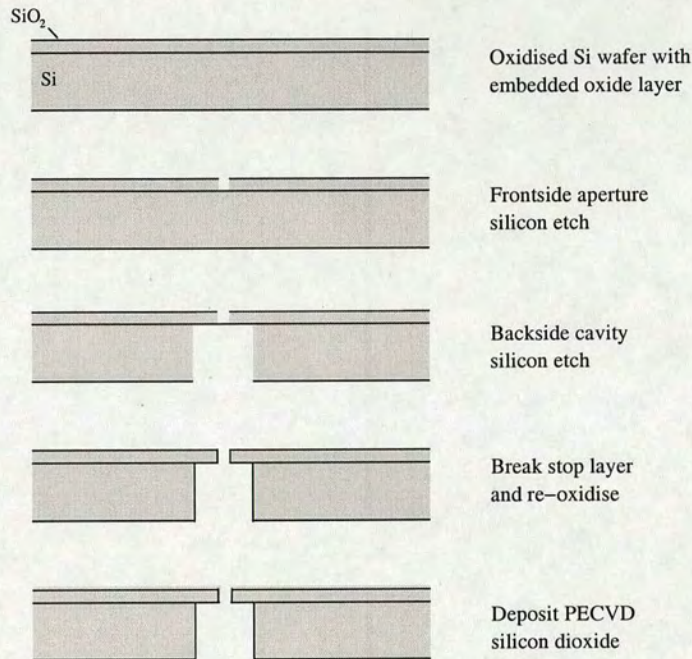 SiO2
Si
Oxidised Si wafer with
embedded oxide layer
Frontside aperture
silicon etch
Backside cavity
silicon etch
Break stop layer
and re−oxidise
Deposit PECVD
silicon dioxide